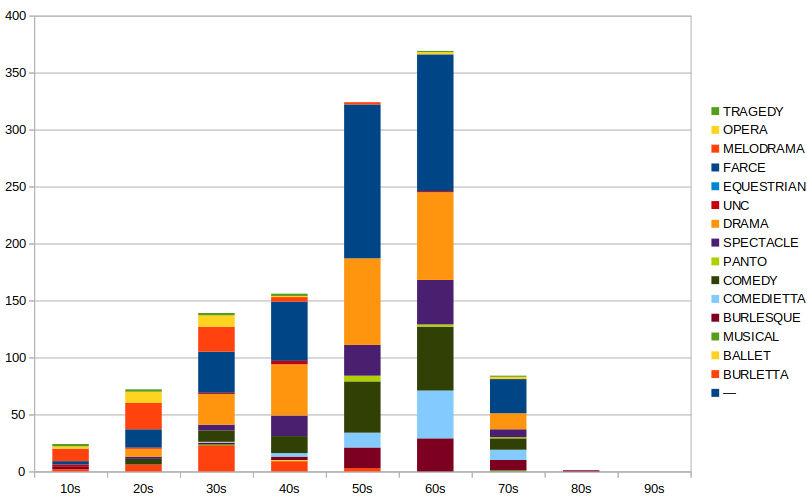 400
350
300
250
200
150
100
50
0
10s 20s 30s 40s 50s 60s 70s 80s 90s
TRAGEDY
OPERA
MELODRAMA
FARCE
EQUESTRIAN
UNC
DRAMA
SPECTACLE
PANTO
COMEDY
COMEDIETTA
BURLESQUE
MUSICAL
BALLET
BURLETTA
—